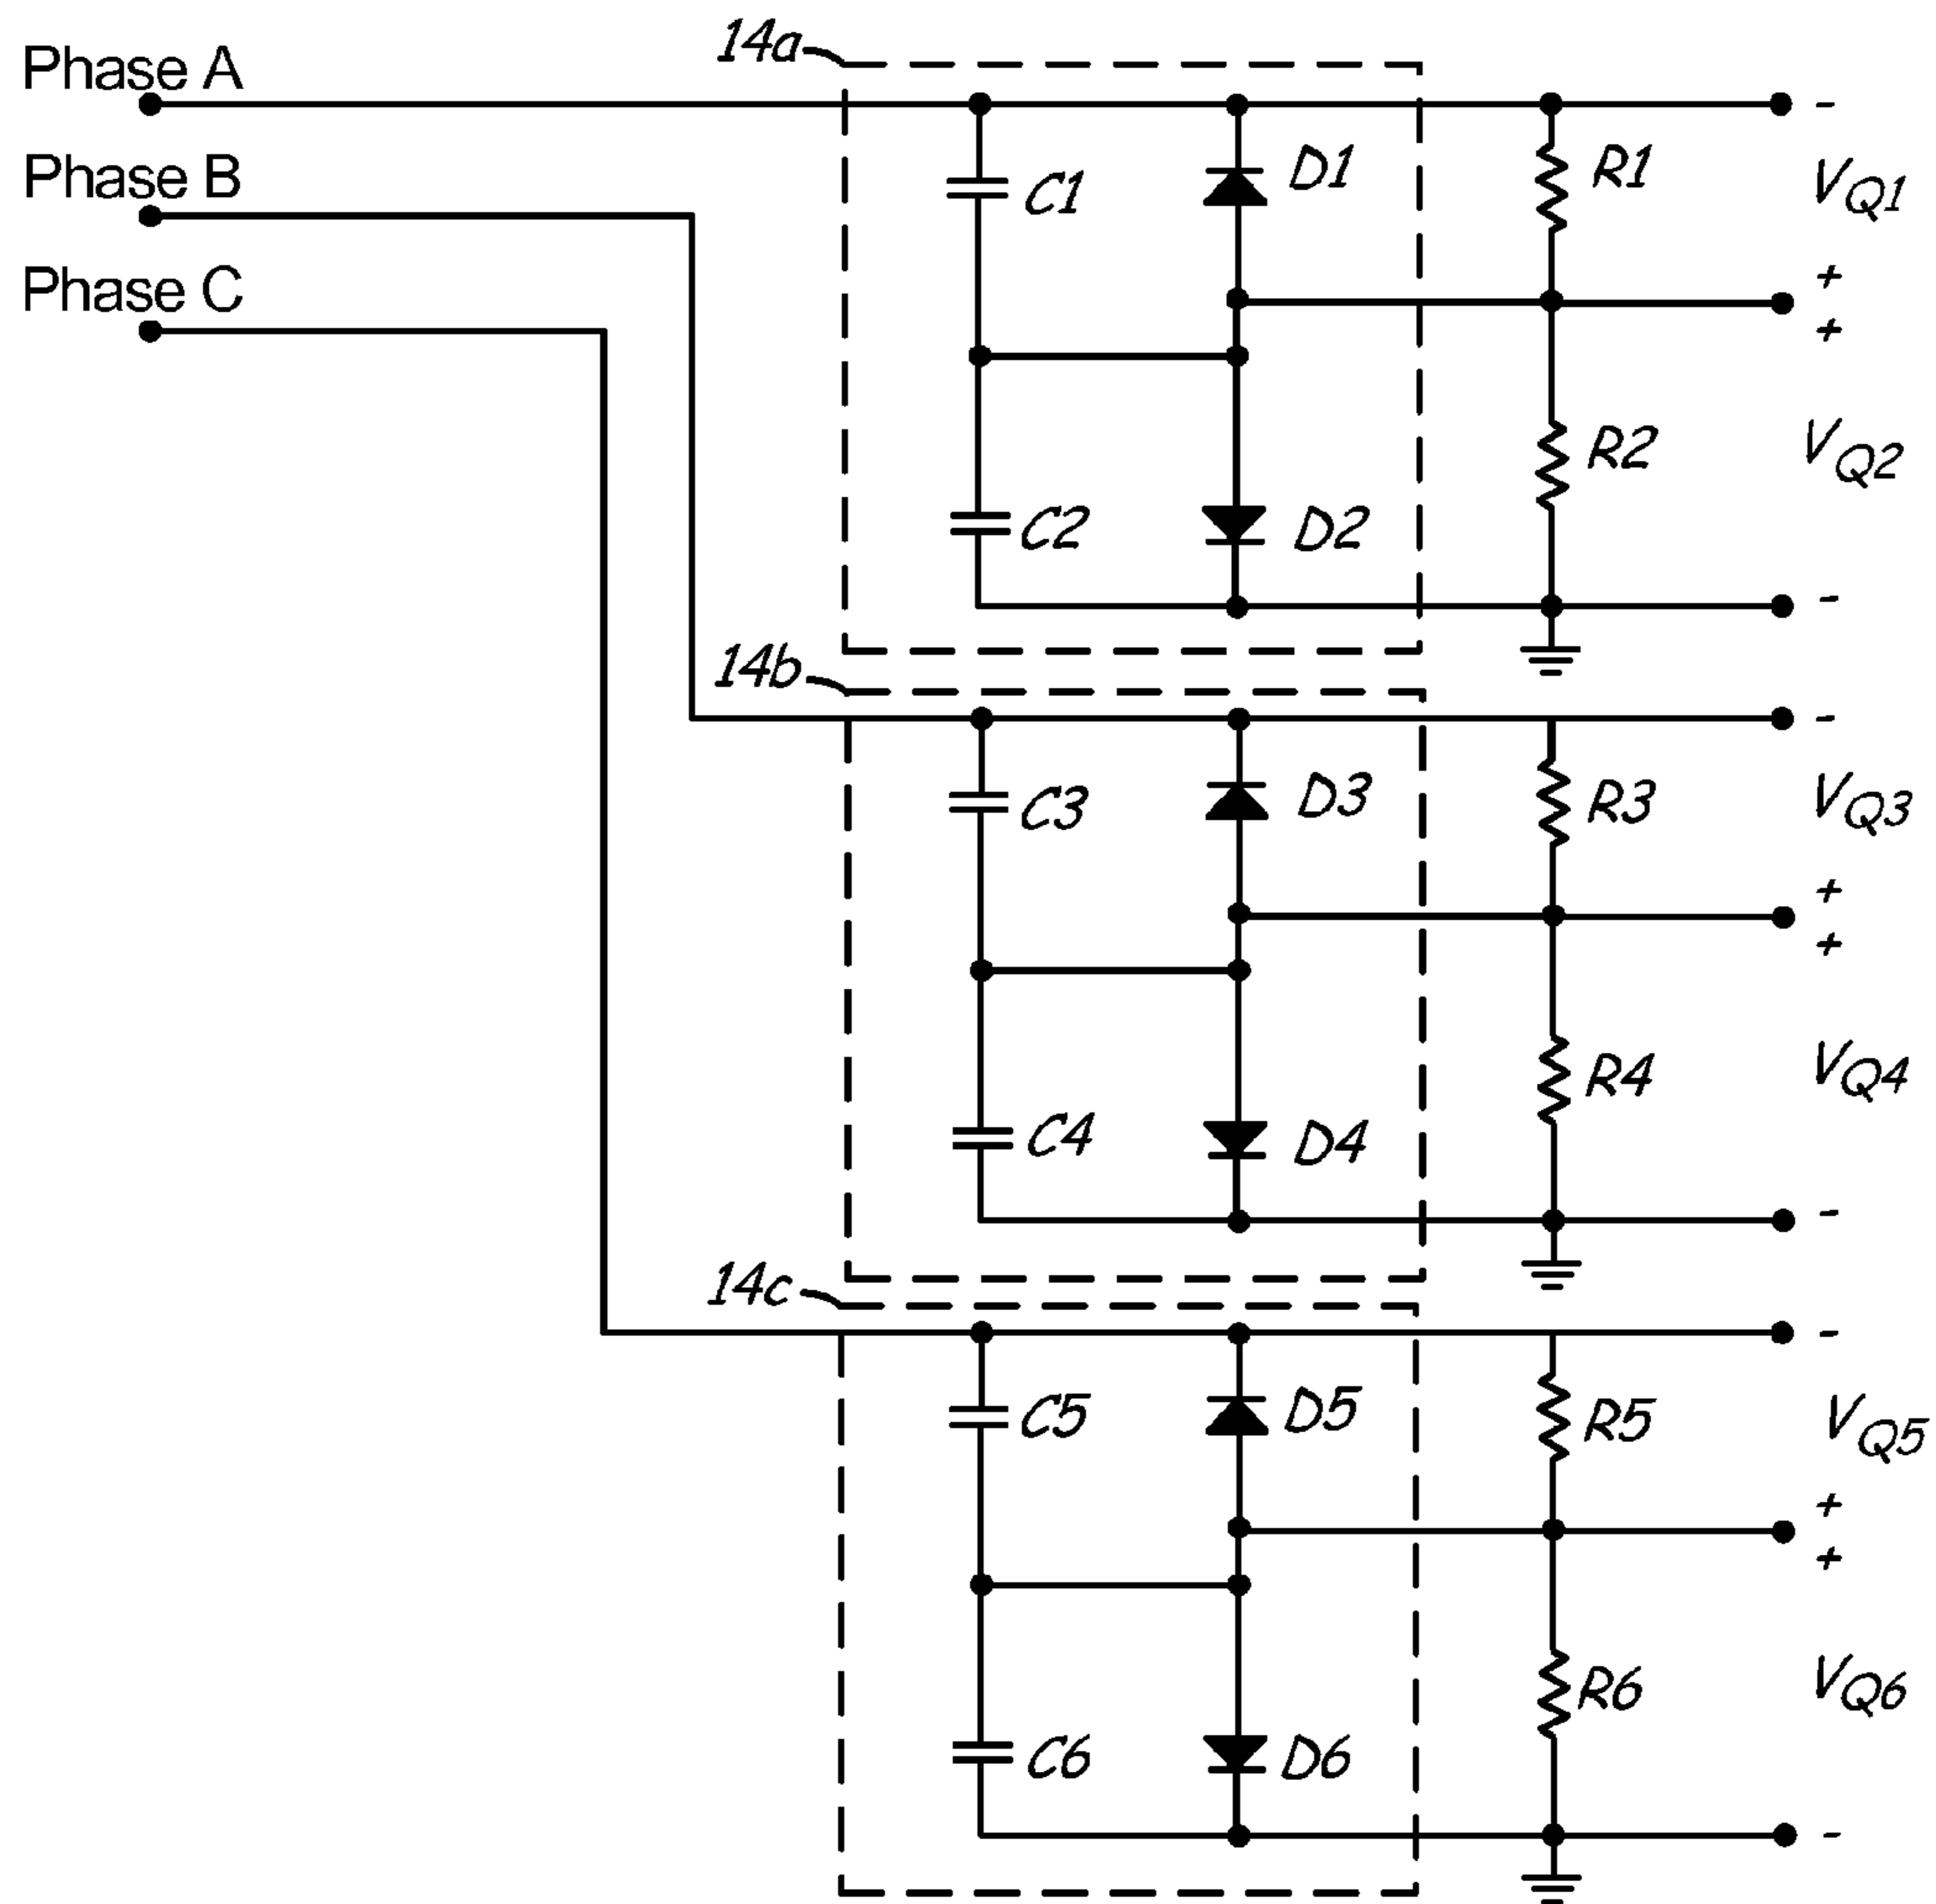 Phase A
Phase B
Phase C
14a
-
C1 D1 R1 VQ1
+
+
C2 D2 R2 VQ2
-
14b
-
C3 D3 R3 VQ3
+
+
C4 D4 R4 VQ4
-
14c
-
C5 D5 R5 VQ5
+
+
C6 D6 R6 VQ6
-